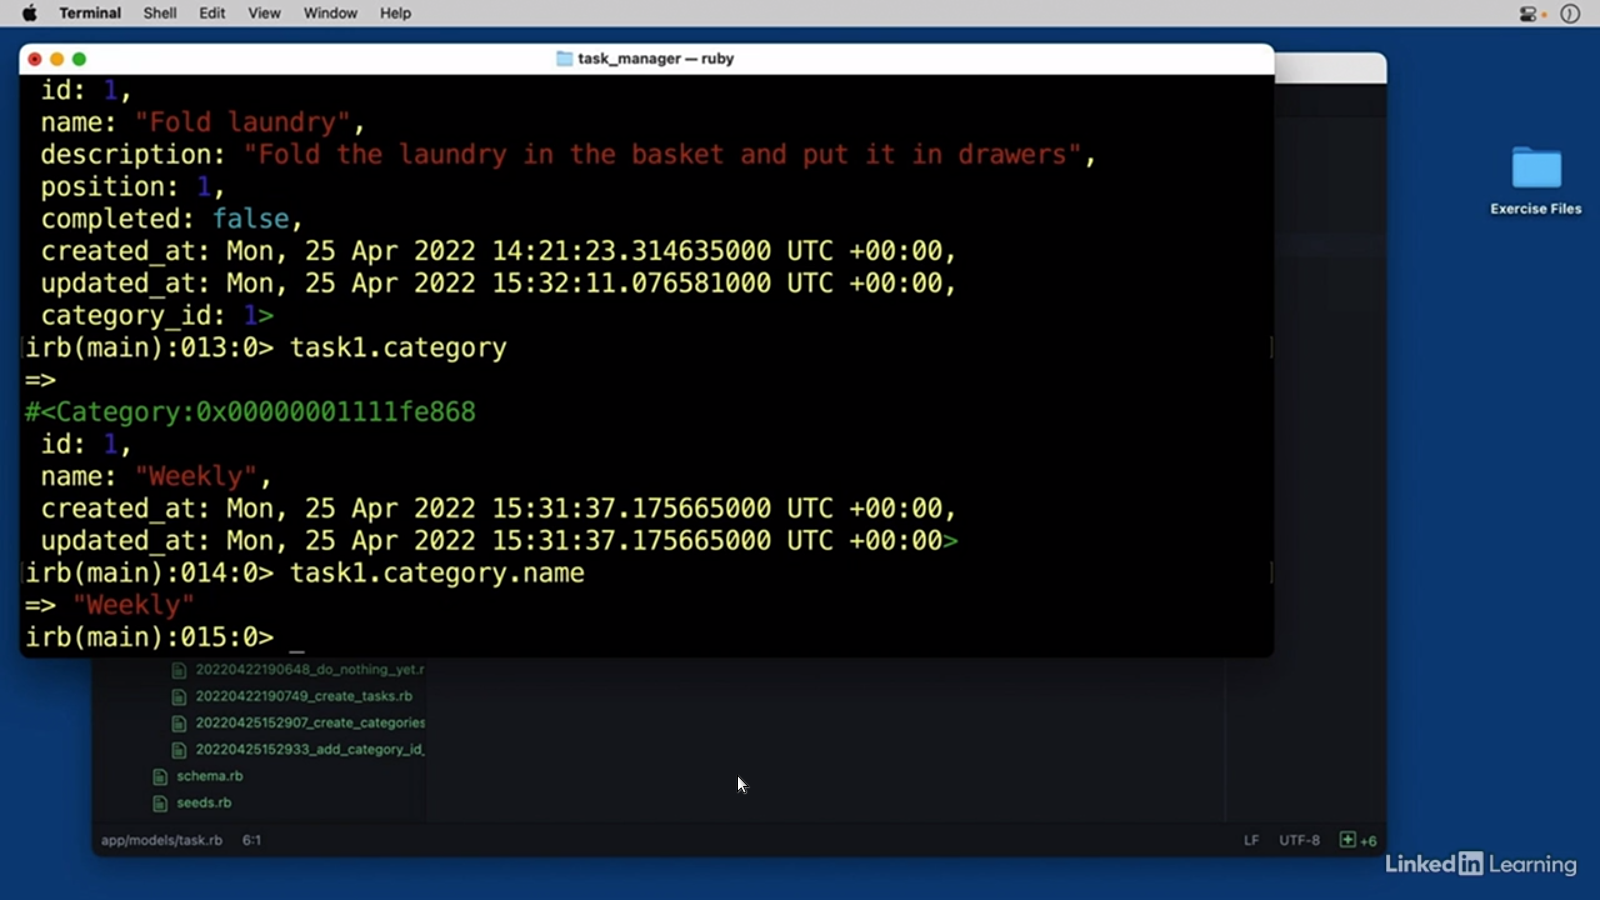 Terminal Shell Edit View Window Help
task_manager — ruby
id: 1,
name: "Fold laundry",
description: "Fold the laundry in the basket and put it in drawers",
position: 1,
completed: false,
created_at: Mon, 25 Apr 2022 14:21:23.314635000 UTC +00:00,
updated_at: Mon, 25 Apr 2022 15:32:11.076581000 UTC +00:00,
category_id: 1>
irb(main):013:0> task1.category
=>
#<Category:0x00000001111fe868
id: 1,
name: "Weekly",
created_at: Mon, 25 Apr 2022 15:31:37.175665000 UTC +00:00,
updated_at: Mon, 25 Apr 2022 15:31:37.175665000 UTC +00:00>
irb(main):014:0> task1.category.name
=> "Weekly"
irb(main):015:0> _
Exercise Files
20220422190648_do_nothing_yet.r
20220422190749_create_tasks.rb
20220425152907_create_categories
20220425152933_add_category_id_
schema.rb
seeds.rb
app/models/task.rb 6:1 LF UTF-8 +6
LinkedIn Learning